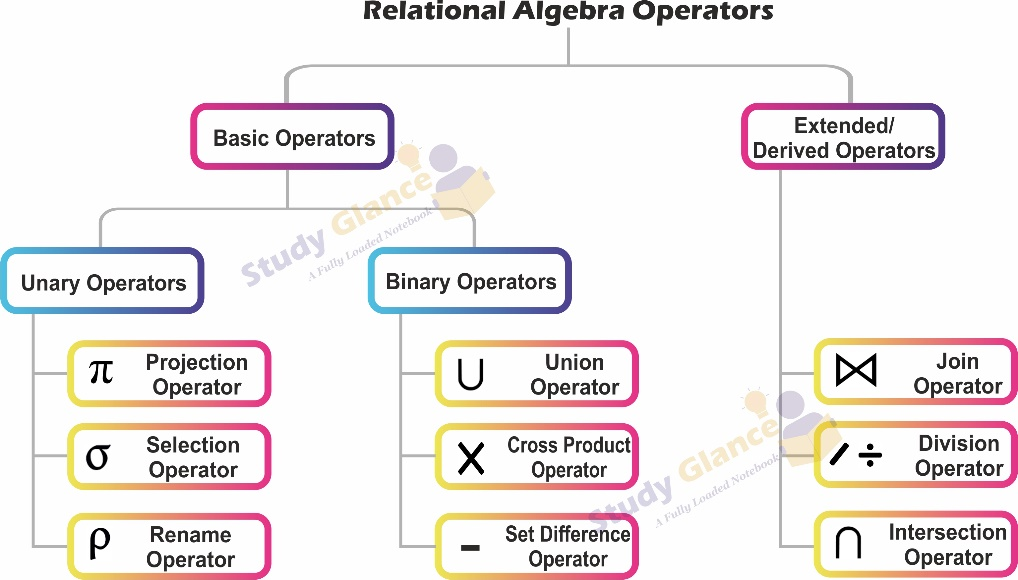 Relational Algebra Operators
Basic Operators
Extended/
Derived Operators
Study Glance
A Fully Loaded Notebook
Unary Operators
Binary Operators
π Projection
Operator
∪ Union
Operator
⋈ Join
Operator
σ Selection
Operator
X Cross Product
Operator
/ ÷ Division
Operator
Study Glance
A Fully Loaded Notebook
ρ Rename
Operator
- Set Difference
Operator
∩ Intersection
Operator